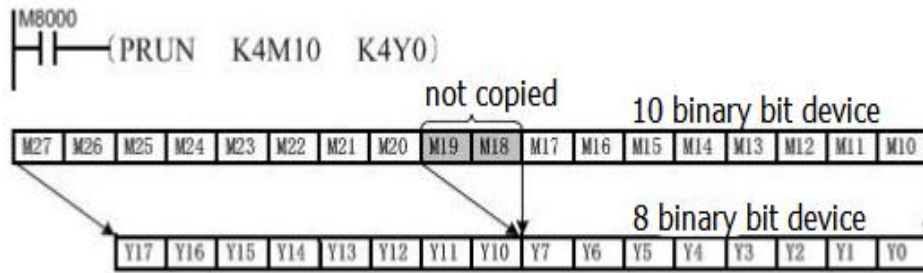 M8000
(PRUN K4M10 K4Y0)
not copied
10 binary bit device
M27 M26 M25 M24 M23 M22 M21 M20 M19 M18 M17 M16 M15 M14 M13 M12 M11 M10
8 binary bit device
Y17 Y16 Y15 Y14 Y13 Y12 Y11 Y10 Y7 Y6 Y5 Y4 Y3 Y2 Y1 Y0